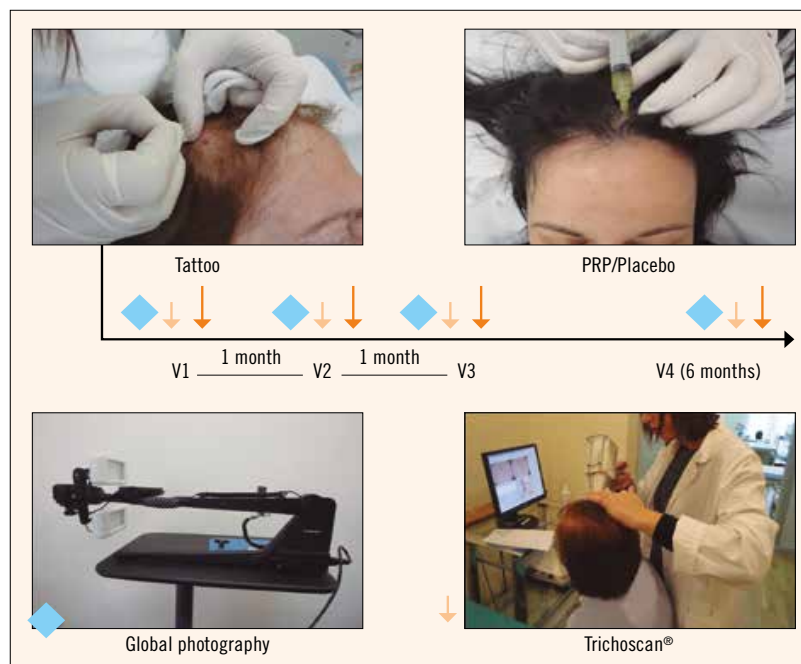 Tattoo
PRP/Placebo
1 month
1 month
V1
V2
V3
V4 (6 months)
Global photography
Trichoscan®